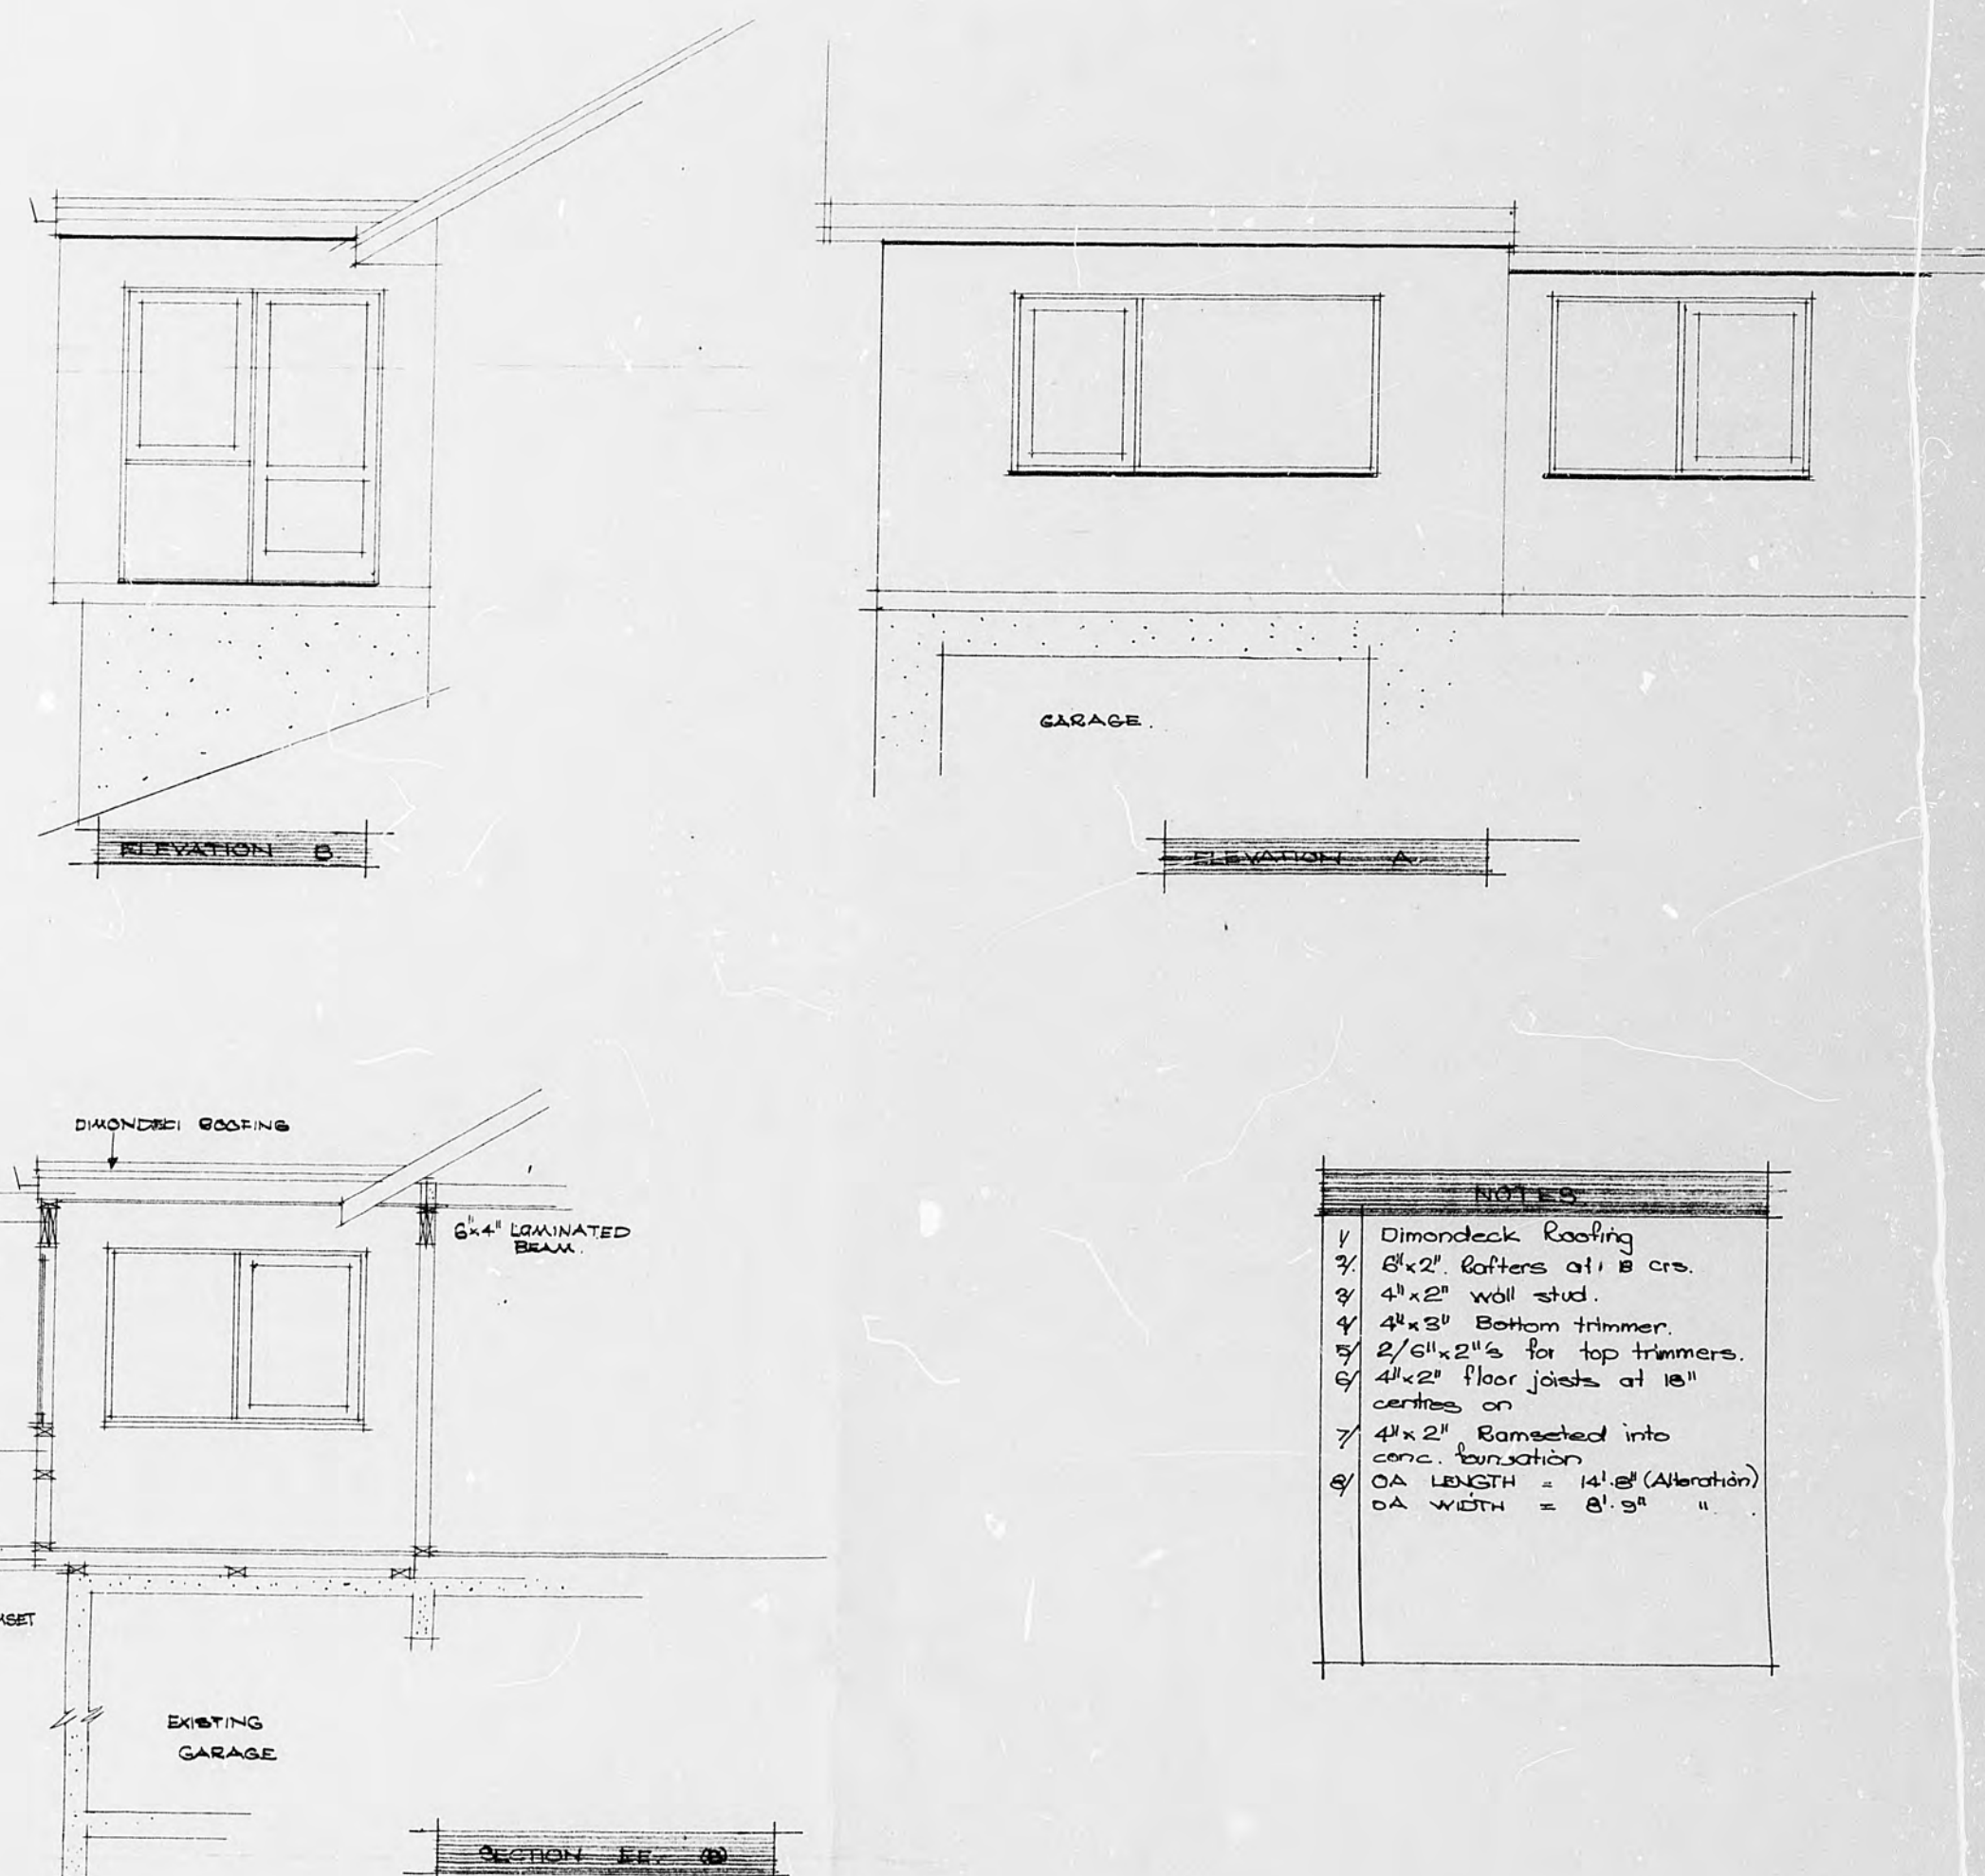 ELEVATION B.
GARAGE.
ELEVATION A.
DIMONDECK ROOFING
6"x4" LAMINATED
BEAM.
EXISTING
GARAGE
SECTION EE. (B)
NOTES
1/ Dimondeck Roofing
2/. 6"x2". Rafters at crs.
3/ 4"x2" wall stud.
4/ 4"x3" Bottom trimmer.
5/ 2/6"x2"'s for top trimmers.
6/ 4"x2" floor joists at 18"
centres on
7/ 4"x2" Ramseted into
conc. foundation
8/ OA LENGTH = 14'.8" (Alteration)
OA WIDTH = 8'.9" " .